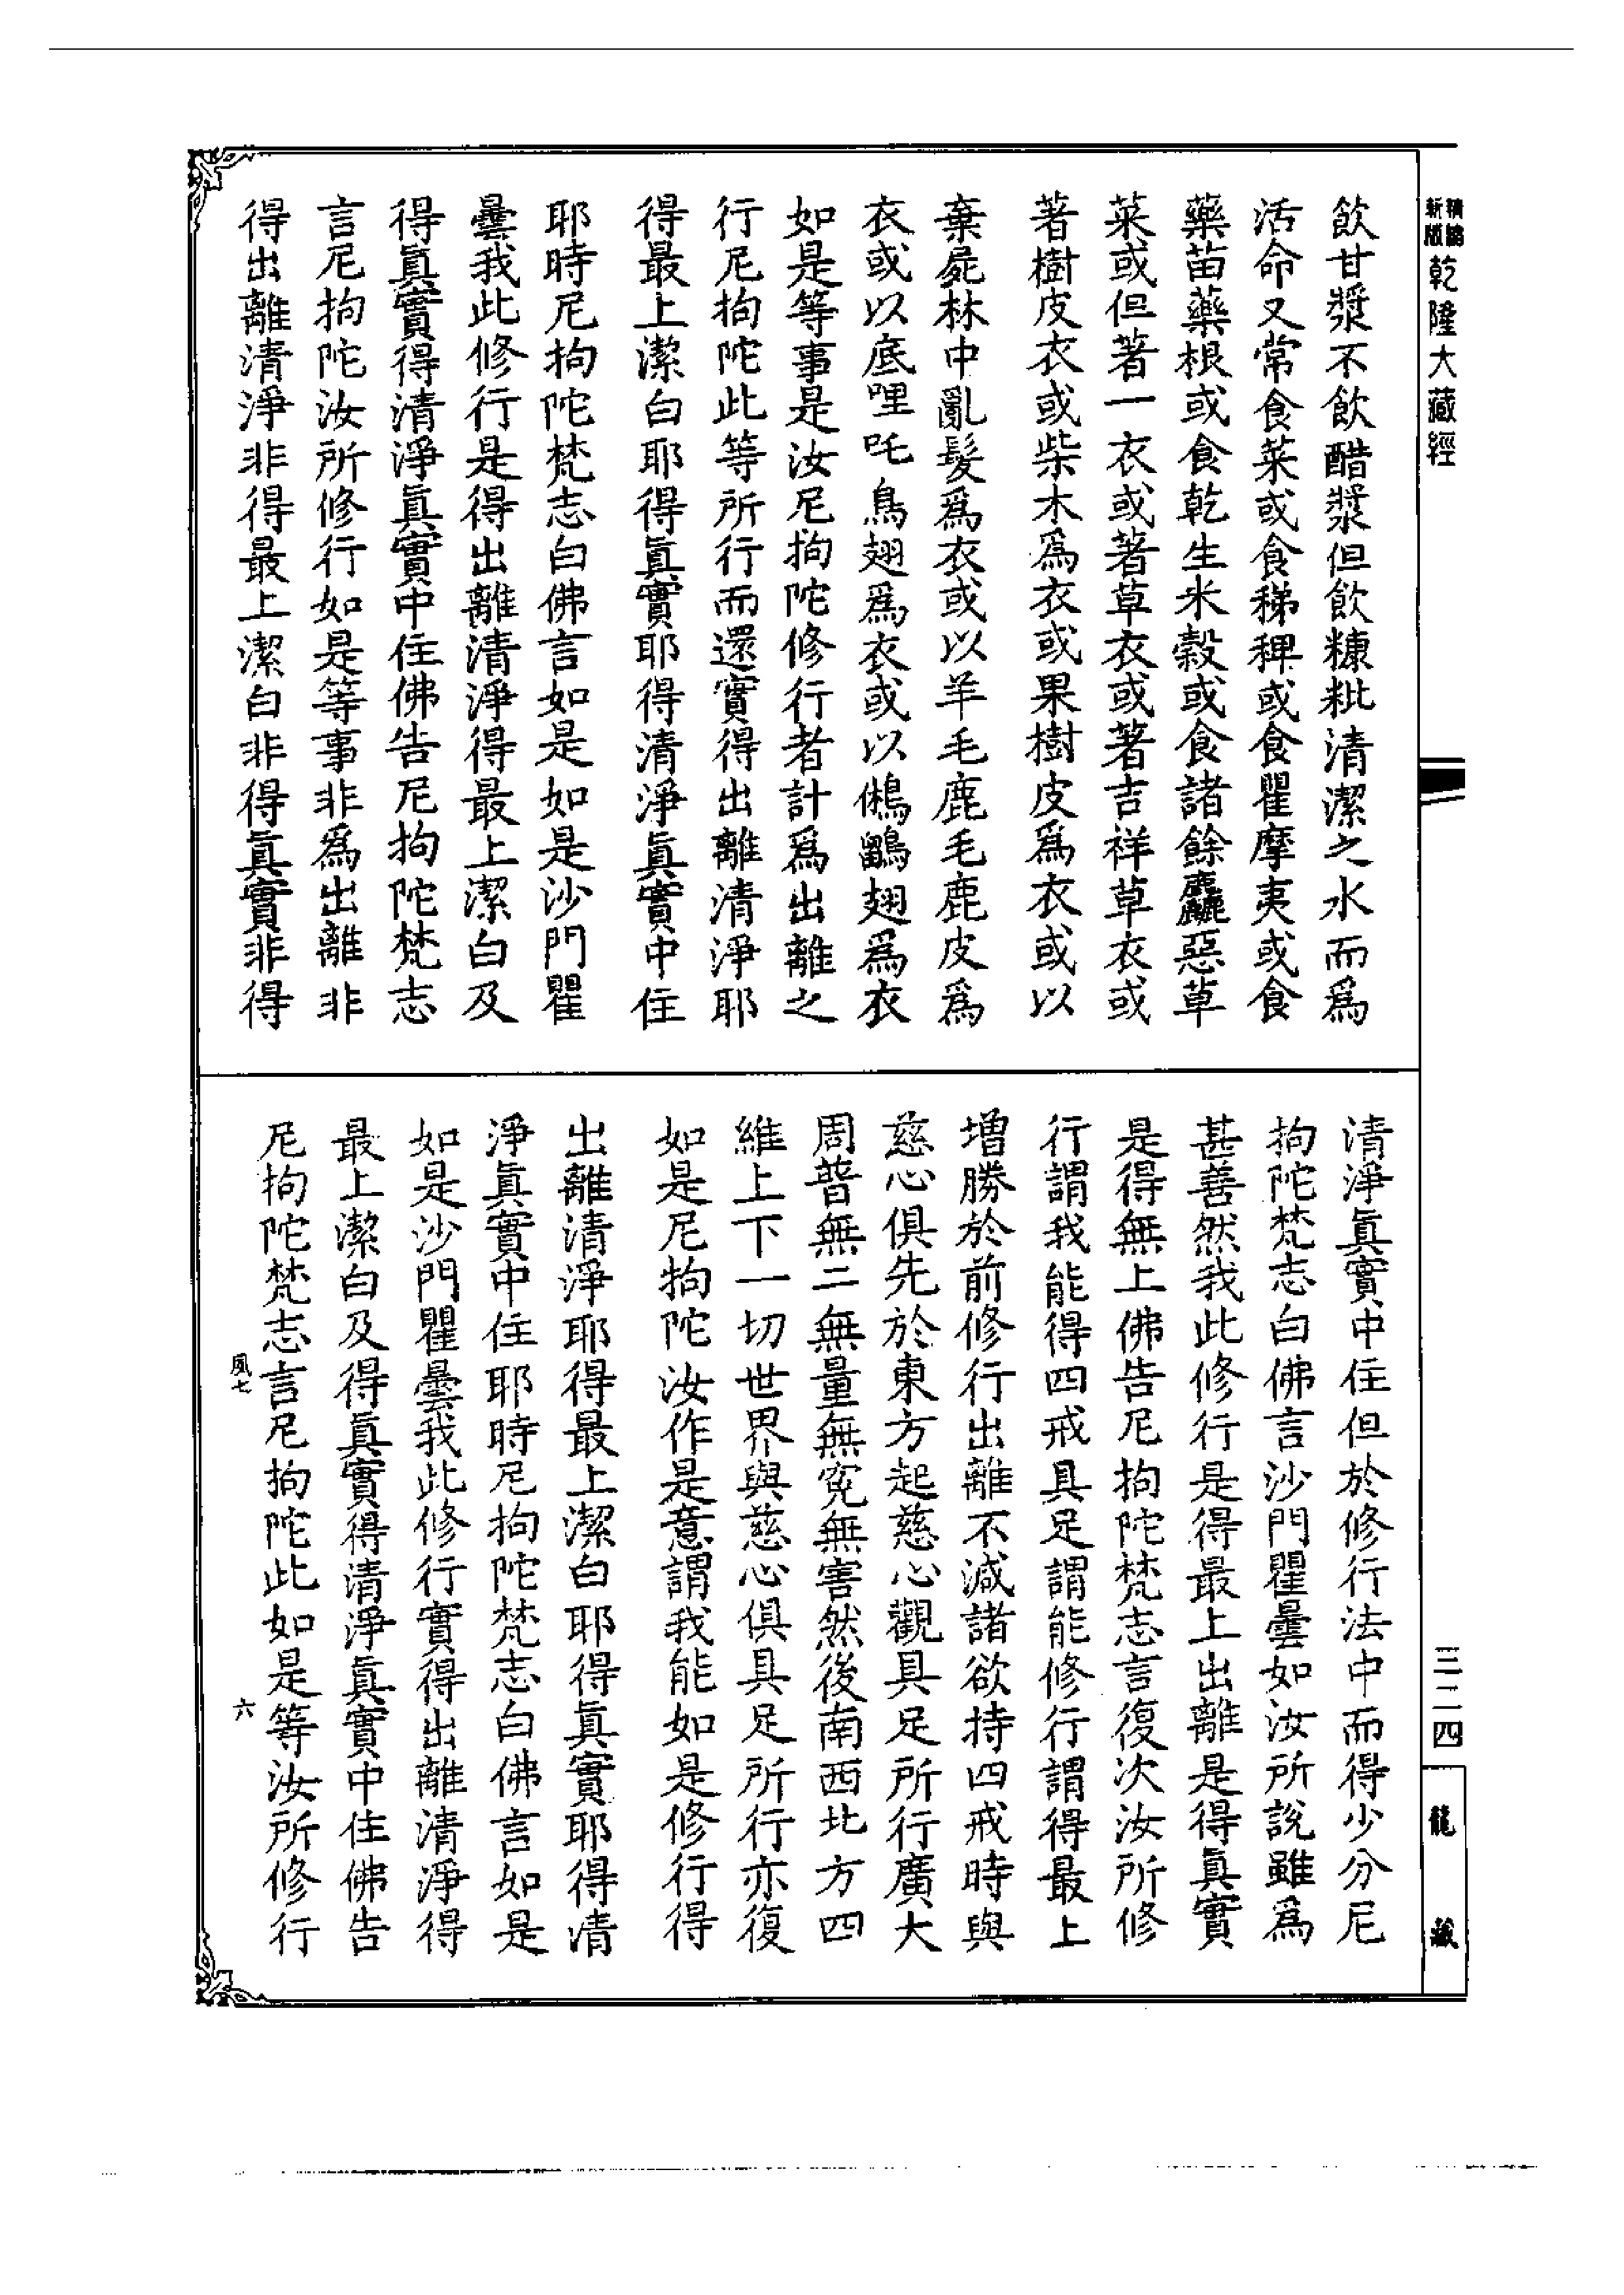 精縮
新版
乾隆大藏經
飲甘漿不飲醋漿但飲糠粃清潔之水而爲
活命又常食菜或食稊稗或食瞿摩夷或食
藥苗藥根或食乾生米穀或食諸餘麤惡草
菜或但著一衣或著草衣或著吉祥草衣或
著樹皮衣或柴木爲衣或果樹皮爲衣或以
棄屍林中亂髮爲衣或以羊毛鹿毛鹿皮爲
衣或以底哩吒鳥翅爲衣或以鵂鶹翅爲衣
如是等事是汝尼拘陀修行者計爲出離之
行尼拘陀此等所行而還實得出離清淨耶
得最上潔白耶得眞實耶得清淨眞實中住
耶時尼拘陀梵志白佛言如是如是沙門瞿
曇我此修行是得出離清淨得最上潔白及
得眞實得清淨眞實中住佛告尼拘陀梵志
言尼拘陀汝所修行如是等事非爲出離非
得出離清淨非得最上潔白非得眞實非得
清淨眞實中住但於修行法中而得少分尼
拘陀梵志白佛言沙門瞿曇如汝所說雖爲
甚善然我此修行是得最上出離是得眞實
是得無上佛告尼拘陀梵志言復次汝所修
行謂我能得四戒具足謂能修行謂得最上
增勝於前修行出離不減諸欲持四戒時與
慈心俱先於東方起慈心觀具足所行廣大
周普無二無量無寃無害然後南西北方四
維上下一切世界與慈心俱具足所行亦復
如是尼拘陀汝作是意謂我能如是修行得
出離清淨耶得最上潔白耶得眞實耶得清
淨眞實中住耶時尼拘陀梵志白佛言如是
如是沙門瞿曇我此修行實得出離清淨得
最上潔白及得眞實得清淨眞實中住佛告
尼拘陀梵志言尼拘陀此如是等汝所修行
風七
六
三二四
龍藏